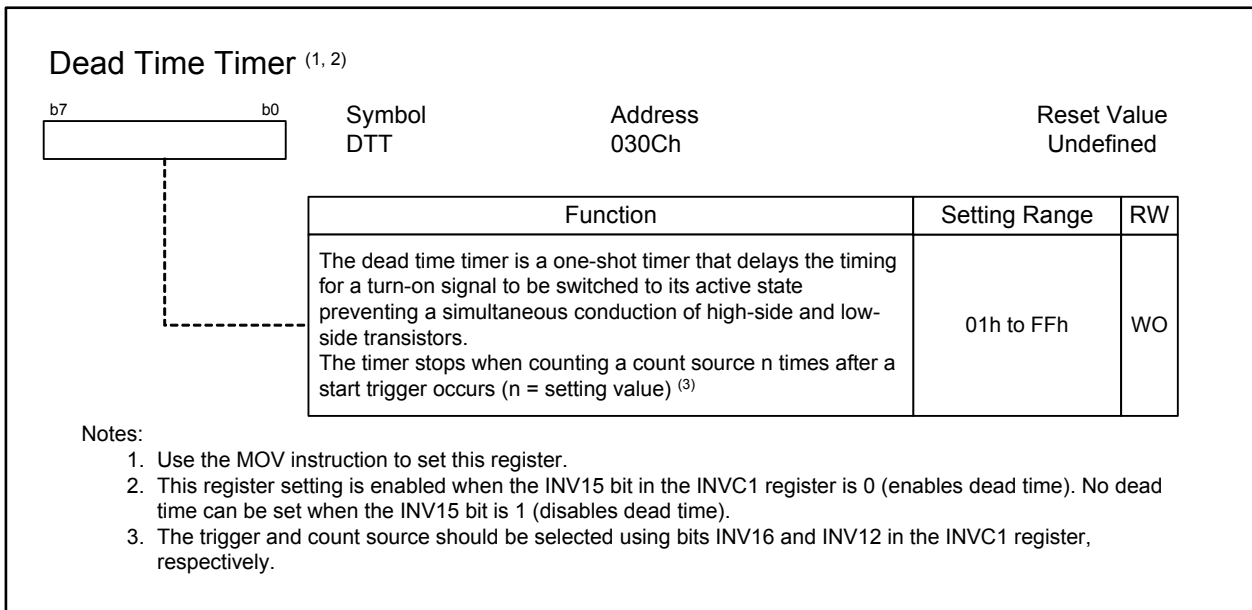 Dead Time Timer (1, 2)
b7 b0 Symbol Address Reset Value
DTT 030Ch Undefined
Function Setting Range RW
The dead time timer is a one-shot timer that delays the timing
for a turn-on signal to be switched to its active state
preventing a simultaneous conduction of high-side and low-
side transistors.
The timer stops when counting a count source n times after a
start trigger occurs (n = setting value) (3)
01h to FFh WO
Notes:
1. Use the MOV instruction to set this register.
2. This register setting is enabled when the INV15 bit in the INVC1 register is 0 (enables dead time). No dead
time can be set when the INV15 bit is 1 (disables dead time).
3. The trigger and count source should be selected using bits INV16 and INV12 in the INVC1 register,
respectively.